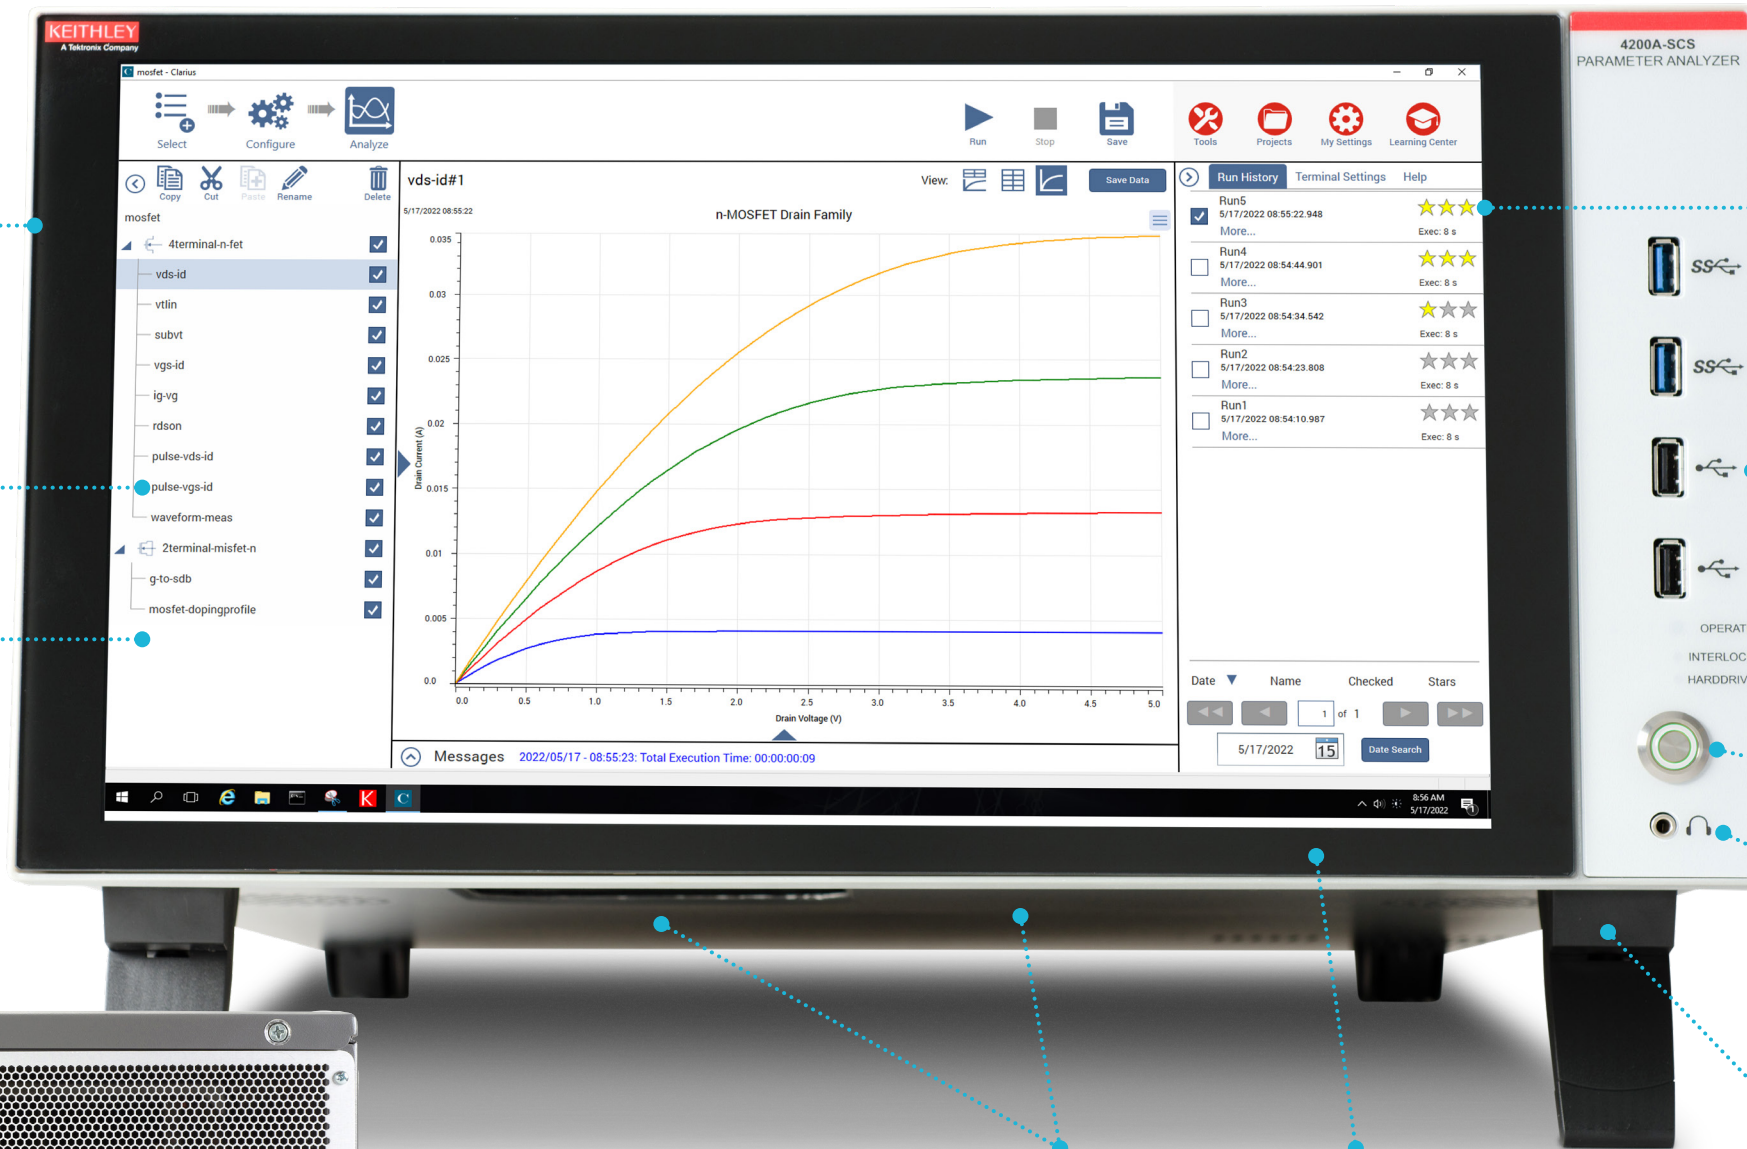 KEITHLEY
A Tektronix Company
4200A-SCS
PARAMETER ANALYZER
mosfet - Clarius
Select
Configure
Analyze
Run
Stop
Save
Tools
Projects
My Settings
Learning Center
Copy
Cut
Paste
Rename
Delete
mosfet
4terminal-n-fet
vds-id
vtlin
subvt
vgs-id
ig-vg
rdson
pulse-vds-id
pulse-vgs-id
waveform-meas
2terminal-misfet-n
g-to-sdb
mosfet-dopingprofile
vds-id#1
View:
Save Data
5/17/2022 08:55:22
n-MOSFET Drain Family
0.035
0.03
0.025
0.02
0.015
0.01
0.005
0.0
Drain Current (A)
0.0 0.5 1.0 1.5 2.0 2.5 3.0 3.5 4.0 4.5 5.0
Drain Voltage (V)
Messages 2022/05/17 - 08:55:23: Total Execution Time: 00:00:00:09
Run History Terminal Settings Help
Run5
5/17/2022 08:55:22.948
More... Exec: 8 s
Run4
5/17/2022 08:54:44.901
More... Exec: 8 s
Run3
5/17/2022 08:54:34.542
More... Exec: 8 s
Run2
5/17/2022 08:54:23.808
More... Exec: 8 s
Run1
5/17/2022 08:54:10.987
More... Exec: 8 s
Date Name Checked Stars
1 of 1
5/17/2022 15 Date Search
8:56 AM
5/17/2022
SS
SS
OPERAT
INTERLOC
HARDDRIV